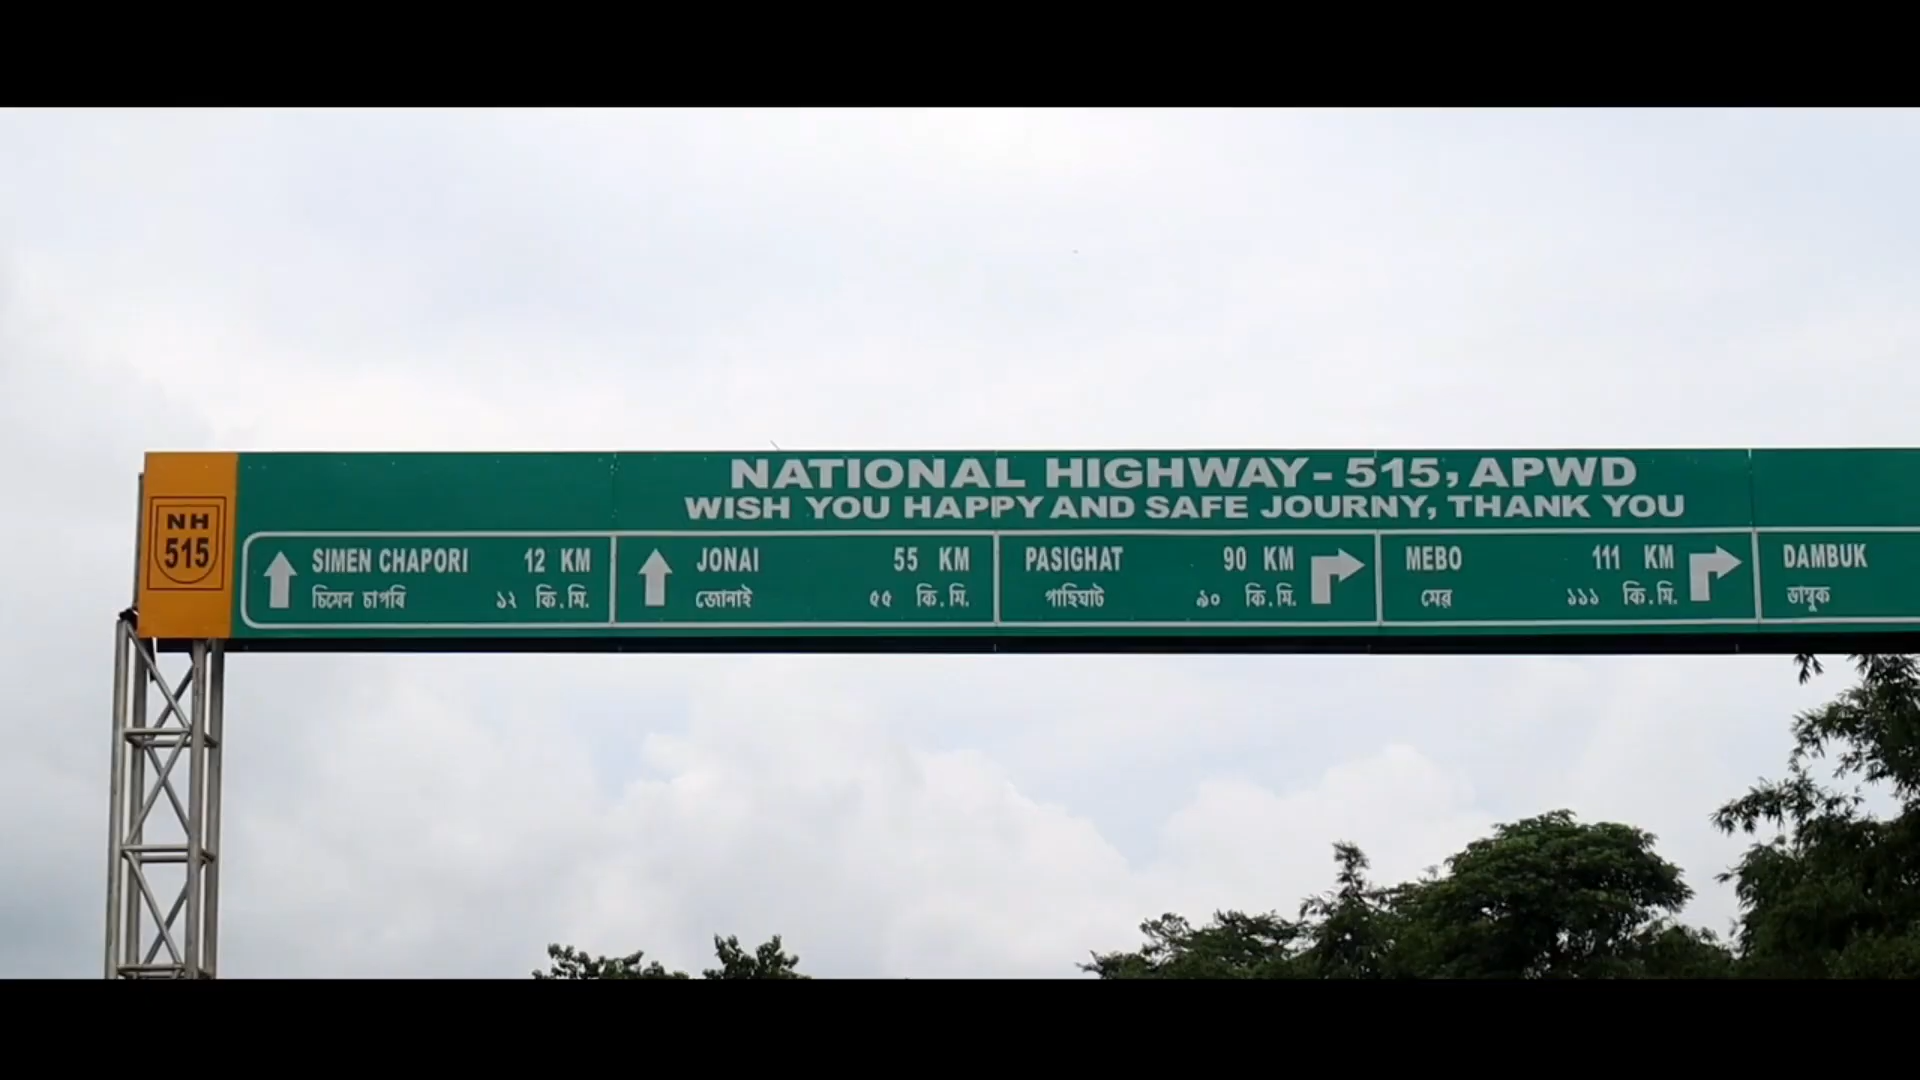 NH
515
NATIONAL HIGHWAY - 515, APWD
WISH YOU HAPPY AND SAFE JOURNY, THANK YOU
SIMEN CHAPORI 12 KM
চিমেন চাপৰি ১২ কি.মি.
JONAI 55 KM
জোনাই ৫৫ কি.মি.
PASIGHAT 90 KM
পাছিঘাট ৯০ কি.মি.
MEBO 111 KM
মেবু ১১১ কি.মি.
DAMBUK
ডাম্বুক